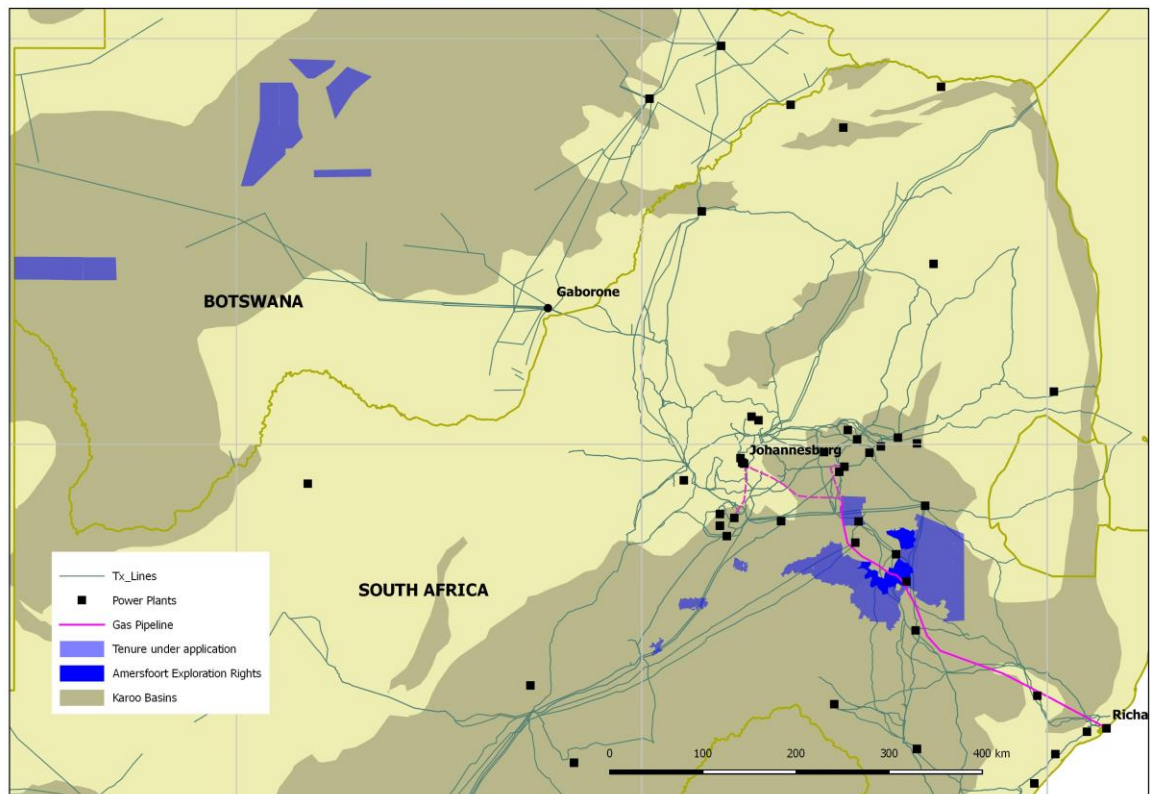 Gaborone
BOTSWANA
Johannesburg
SOUTH AFRICA
Tx_Lines
Power Plants
Gas Pipeline
Tenure under application
Amersfoort Exploration Rights
Karoo Basins
Richa
0 100 200 300 400 km